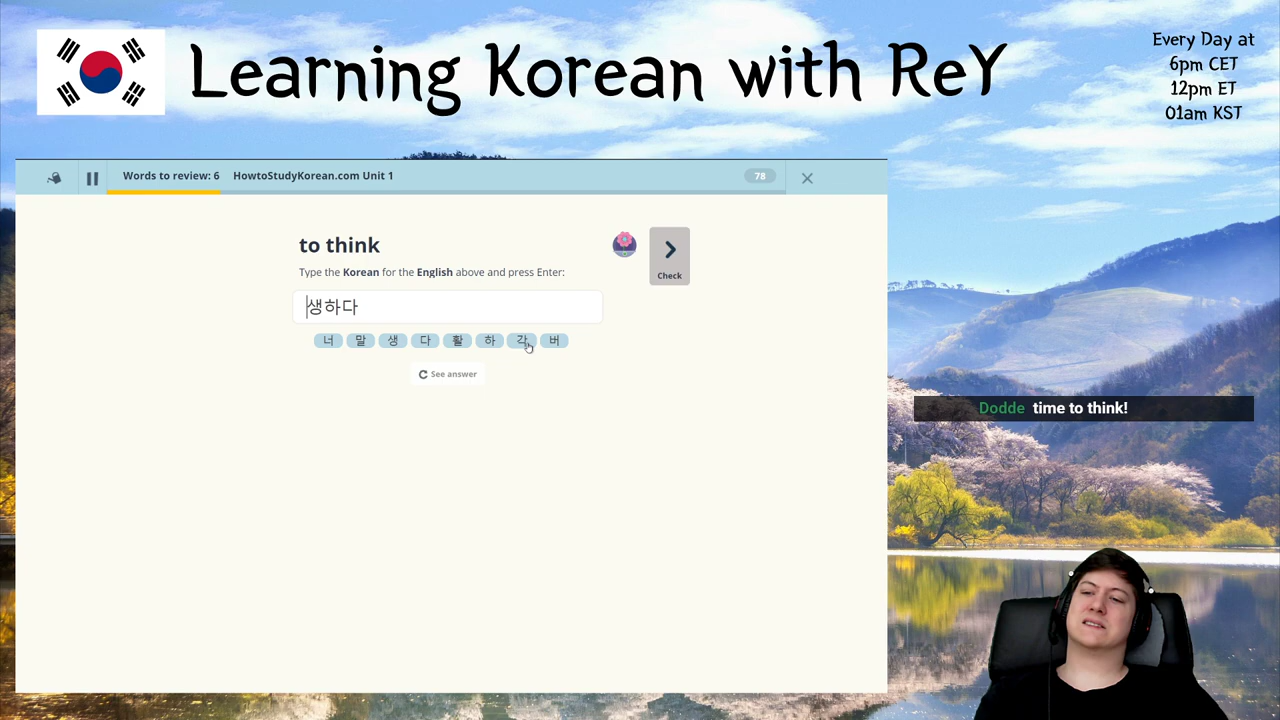 Learning Korean with ReY
Every Day at
6pm CET
12pm ET
01am KST
Words to review: 6 HowtoStudyKorean.com Unit 1
78
to think
Check
Type the Korean for the English above and press Enter:
생하다
너 말 생 다 활 하 각 버
See answer
Dodde time to think!